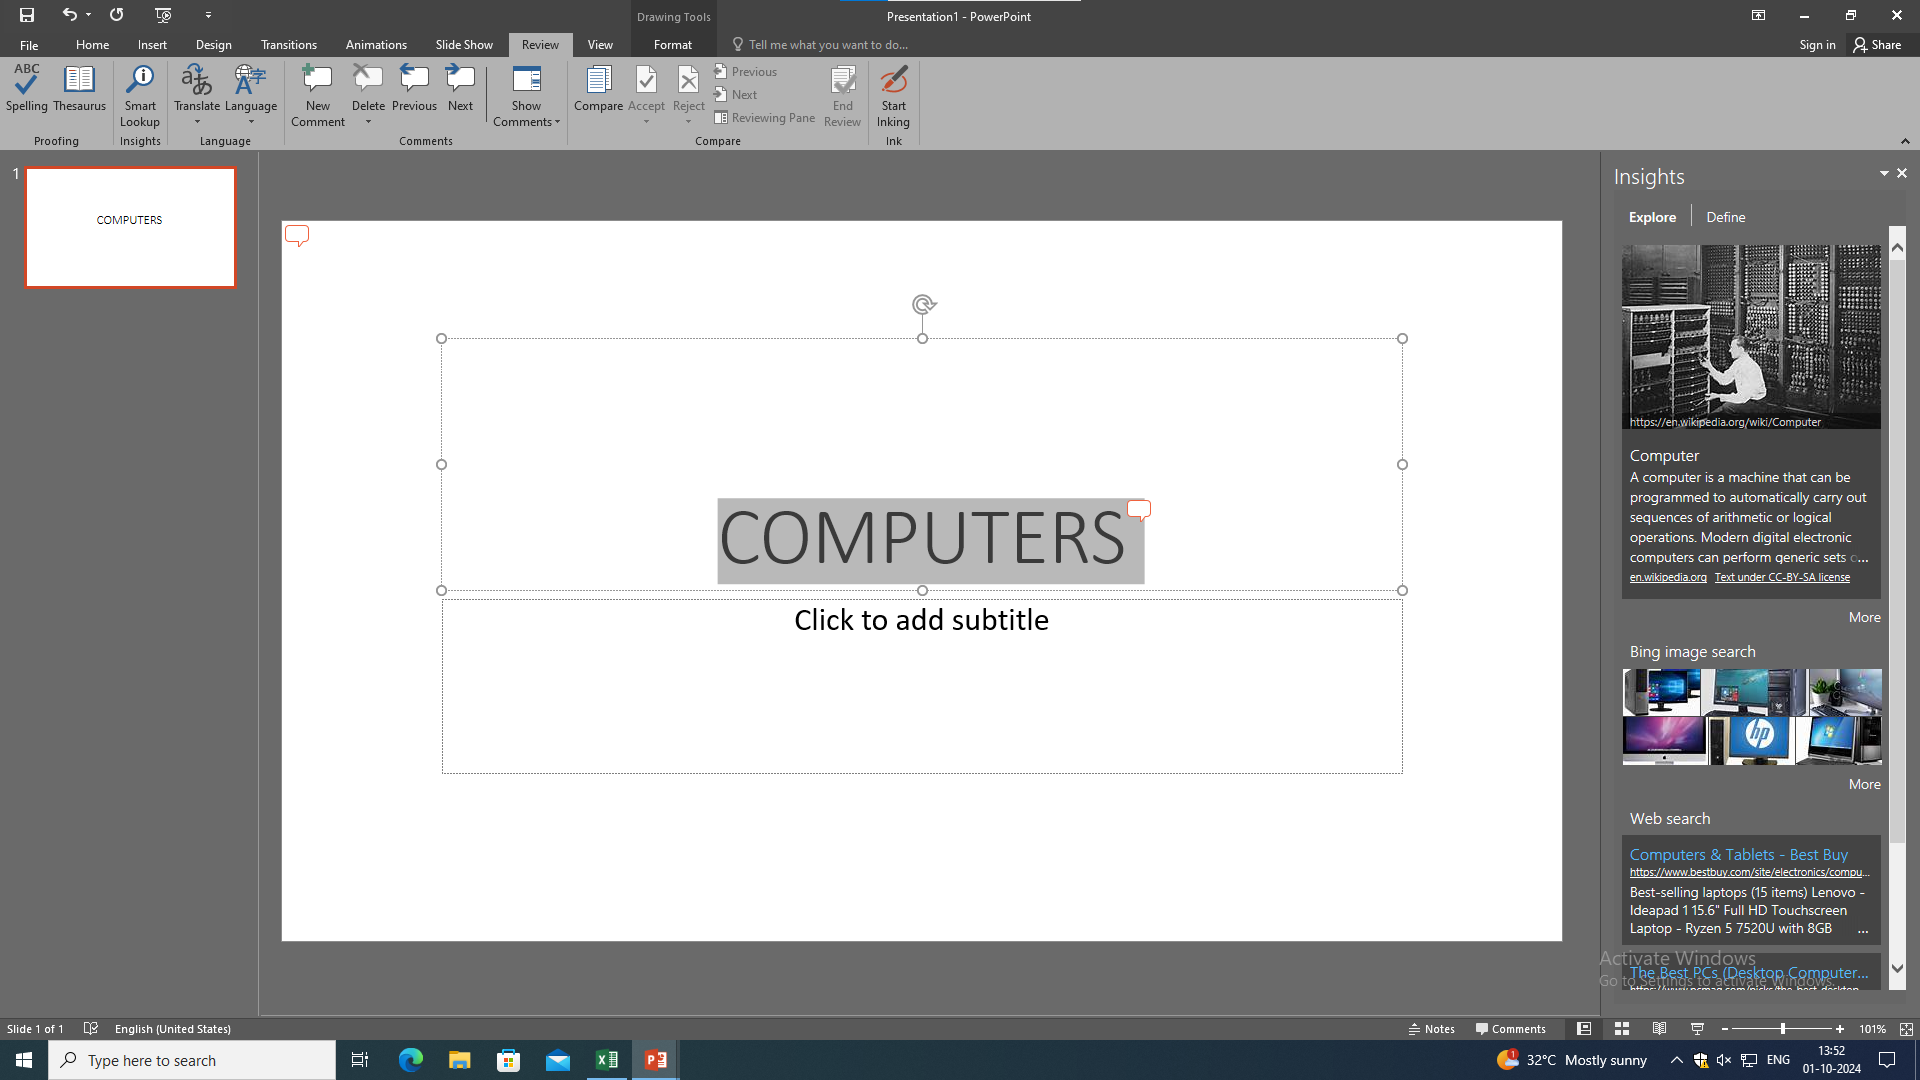 Drawing Tools
Presentation1 - PowerPoint
File Home Insert Design Transitions Animations Slide Show Review View Format Tell me what you want to do...
Sign in Share
ABC
Spelling Thesaurus Smart Lookup Translate Language New Comment Delete Previous Next Show Comments Compare Accept Reject
Previous
Next
Reviewing Pane
End Review Start Inking
Proofing Insights Language Comments Compare Ink
1
COMPUTERS
COMPUTERS
Click to add subtitle
Insights
Explore Define
https://en.wikipedia.org/wiki/Computer
Computer
A computer is a machine that can be
programmed to automatically carry out
sequences of arithmetic or logical
operations. Modern digital electronic
computers can perform generic sets o...
en.wikipedia.org Text under CC-BY-SA license
More
Bing image search
hp
More
Web search
Computers & Tablets - Best Buy
https://www.bestbuy.com/site/electronics/compu...
Best-selling laptops (15 items) Lenovo -
Ideapad 1 15.6" Full HD Touchscreen
Laptop - Ryzen 5 7520U with 8GB ...
Activate Windows
The Best PCs (Desktop Computer...
Go to Settings to activate Windows.
Slide 1 of 1 English (United States) Notes Comments 101%
Type here to search
1 32°C Mostly sunny ENG
13:52
01-10-2024